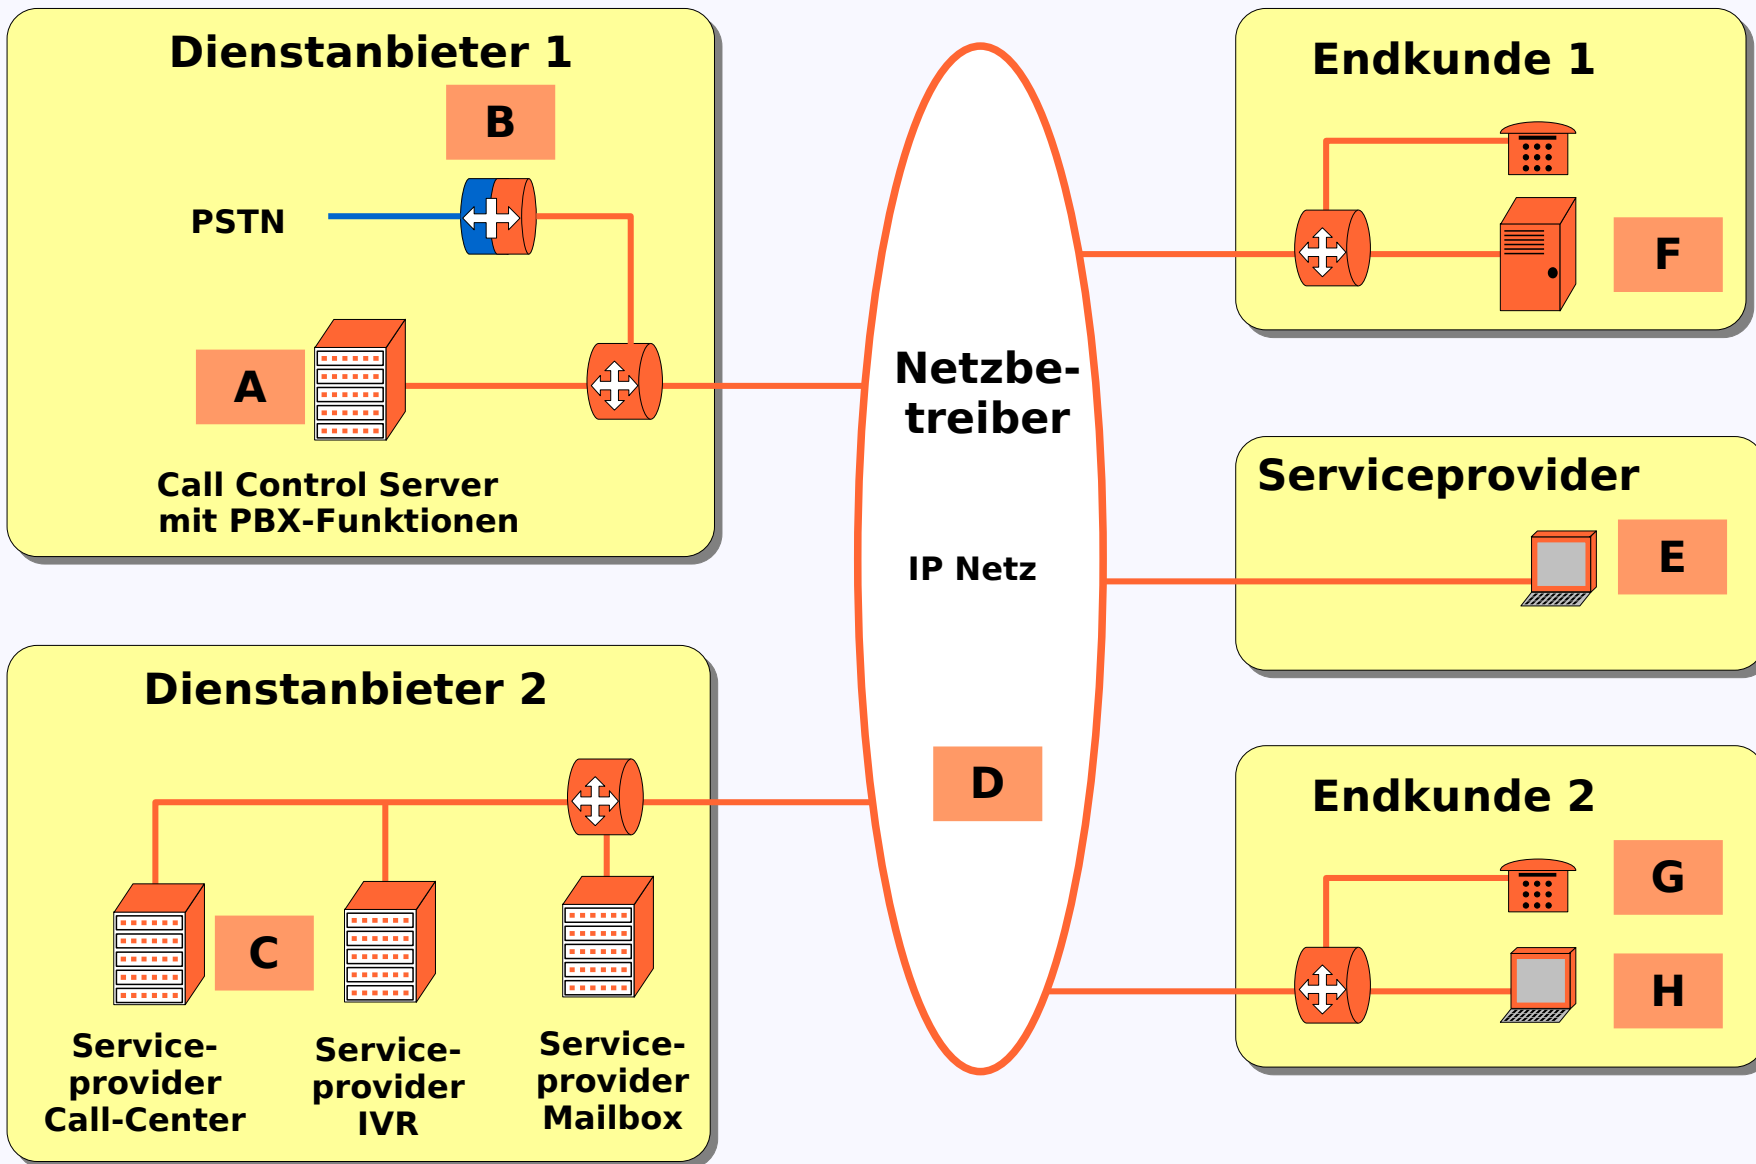 Dienstanbieter 1
B
PSTN
A
Call Control Server
mit PBX-Funktionen
Dienstanbieter 2
C
Service-
provider
Call-Center
Service-
provider
IVR
Service-
provider
Mailbox
Netzbe-
treiber
IP Netz
D
Endkunde 1
F
Serviceprovider
E
Endkunde 2
G
H